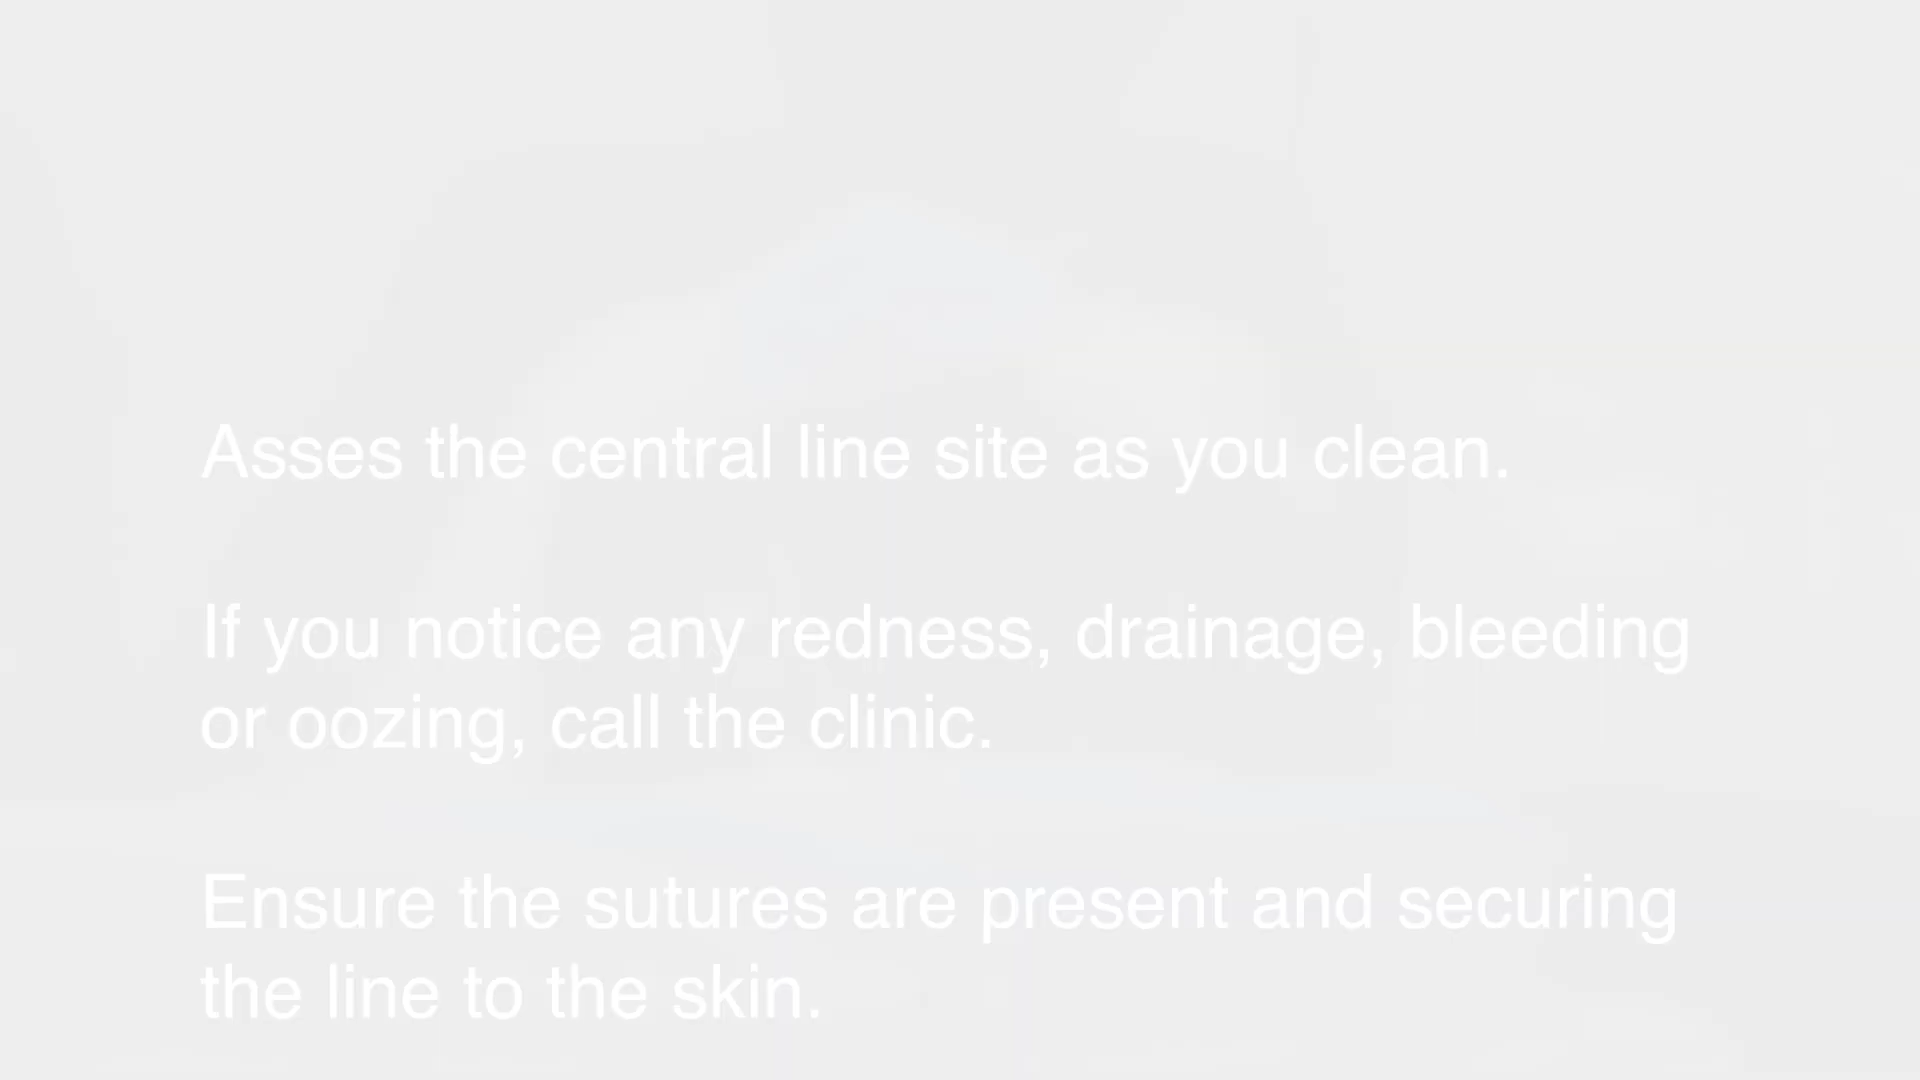 Asses the central line site as you clean.
If you notice any redness, drainage, bleeding
or oozing, call the clinic.
Ensure the sutures are present and securing
the line to the skin.